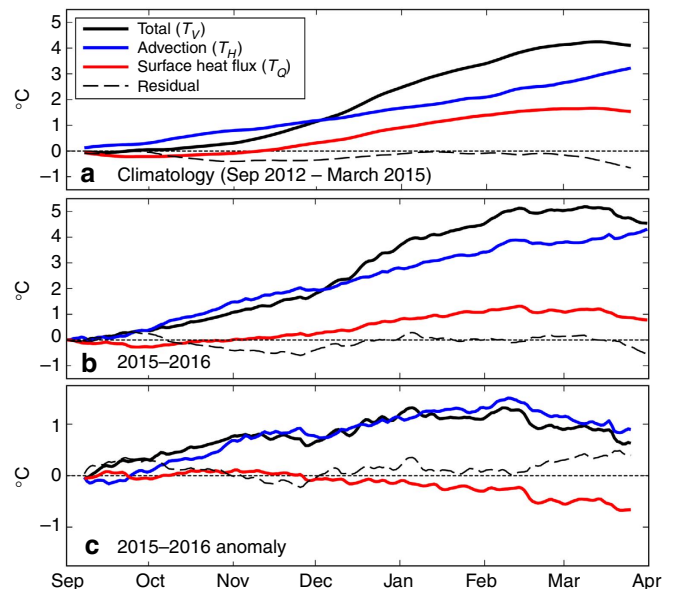 5
4
3
2
1
0
−1
°C
Total (T_V)
Advection (T_H)
Surface heat flux (T_Q)
Residual
a Climatology (Sep 2012 – March 2015)
5
4
3
2
1
0
−1
°C
b 2015–2016
1
0
−1
°C
c 2015–2016 anomaly
Sep Oct Nov Dec Jan Feb Mar Apr